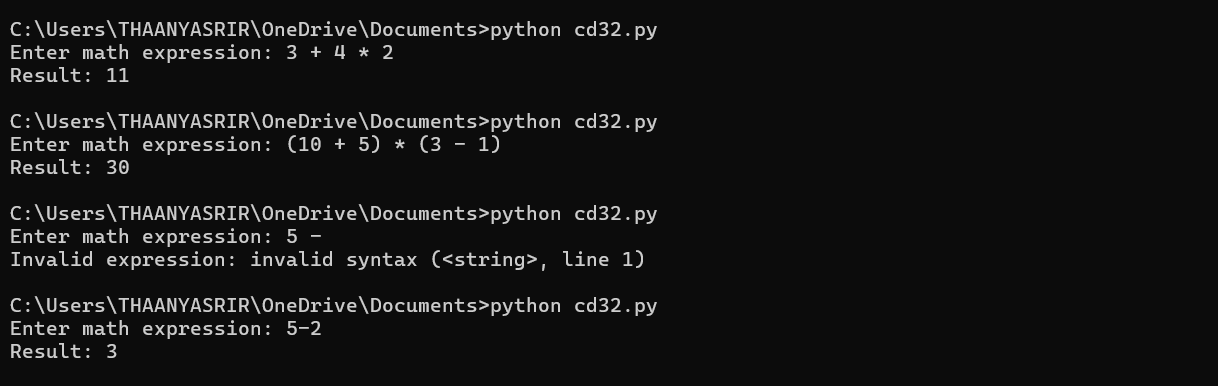 C:\Users\THAANYASRIR\OneDrive\Documents>python cd32.py
Enter math expression: 3 + 4 * 2
Result: 11
C:\Users\THAANYASRIR\OneDrive\Documents>python cd32.py
Enter math expression: (10 + 5) * (3 - 1)
Result: 30
C:\Users\THAANYASRIR\OneDrive\Documents>python cd32.py
Enter math expression: 5 -
Invalid expression: invalid syntax (<string>, line 1)
C:\Users\THAANYASRIR\OneDrive\Documents>python cd32.py
Enter math expression: 5-2
Result: 3